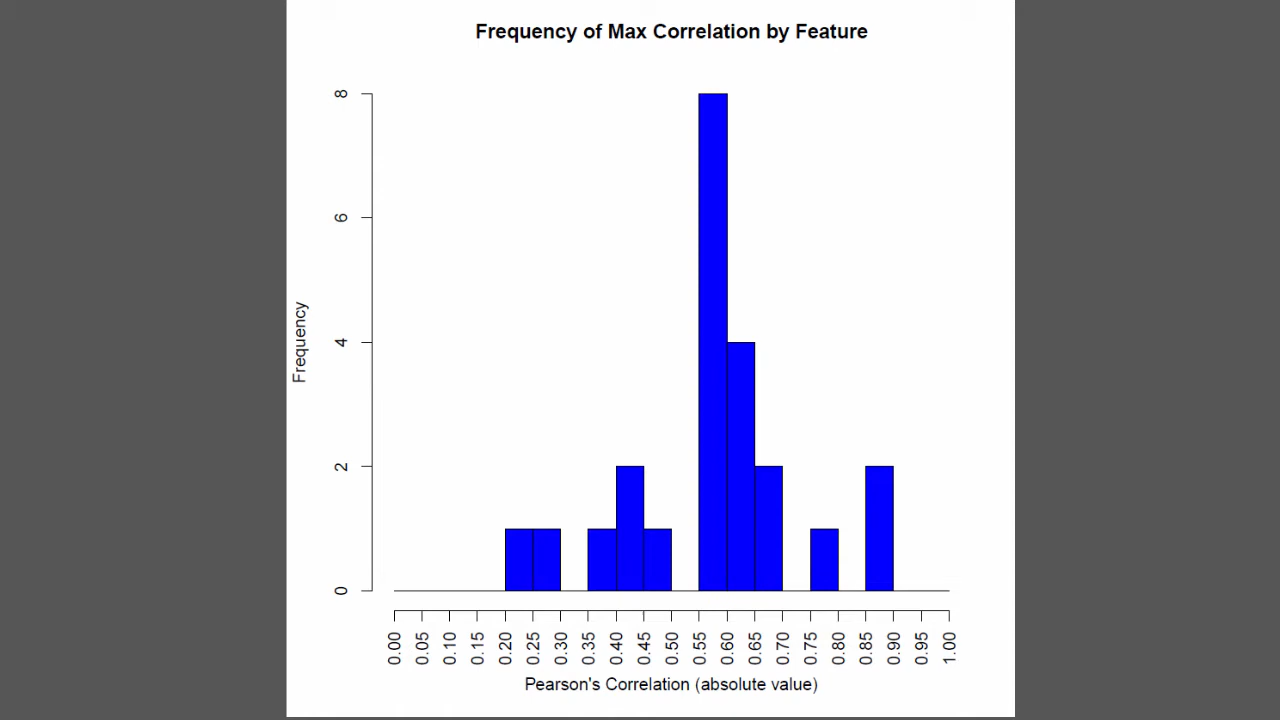 Frequency of Max Correlation by Feature
8
6
4
2
0
Frequency
0.00 0.05 0.10 0.15 0.20 0.25 0.30 0.35 0.40 0.45 0.50 0.55 0.60 0.65 0.70 0.75 0.80 0.85 0.90 0.95 1.00
Pearson's Correlation (absolute value)